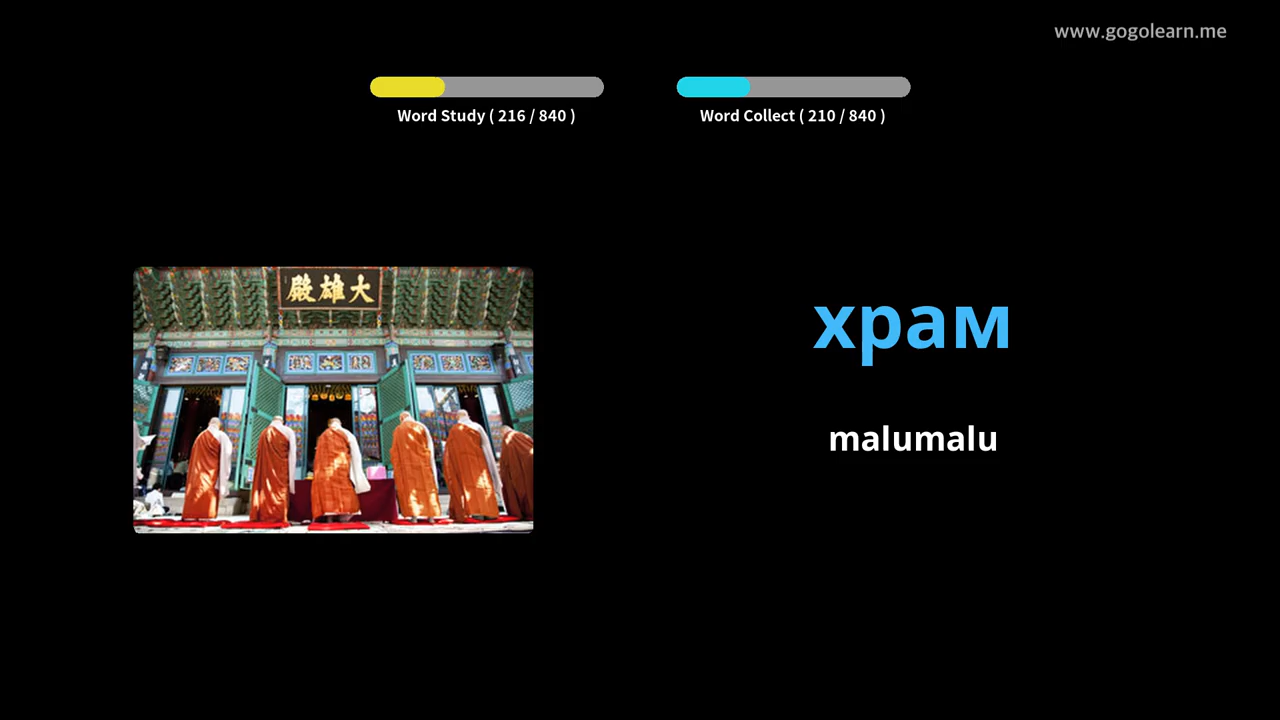 www.gogolearn.me
Word Study ( 216 / 840 )
Word Collect ( 210 / 840 )
殿雄大
храм
malumalu